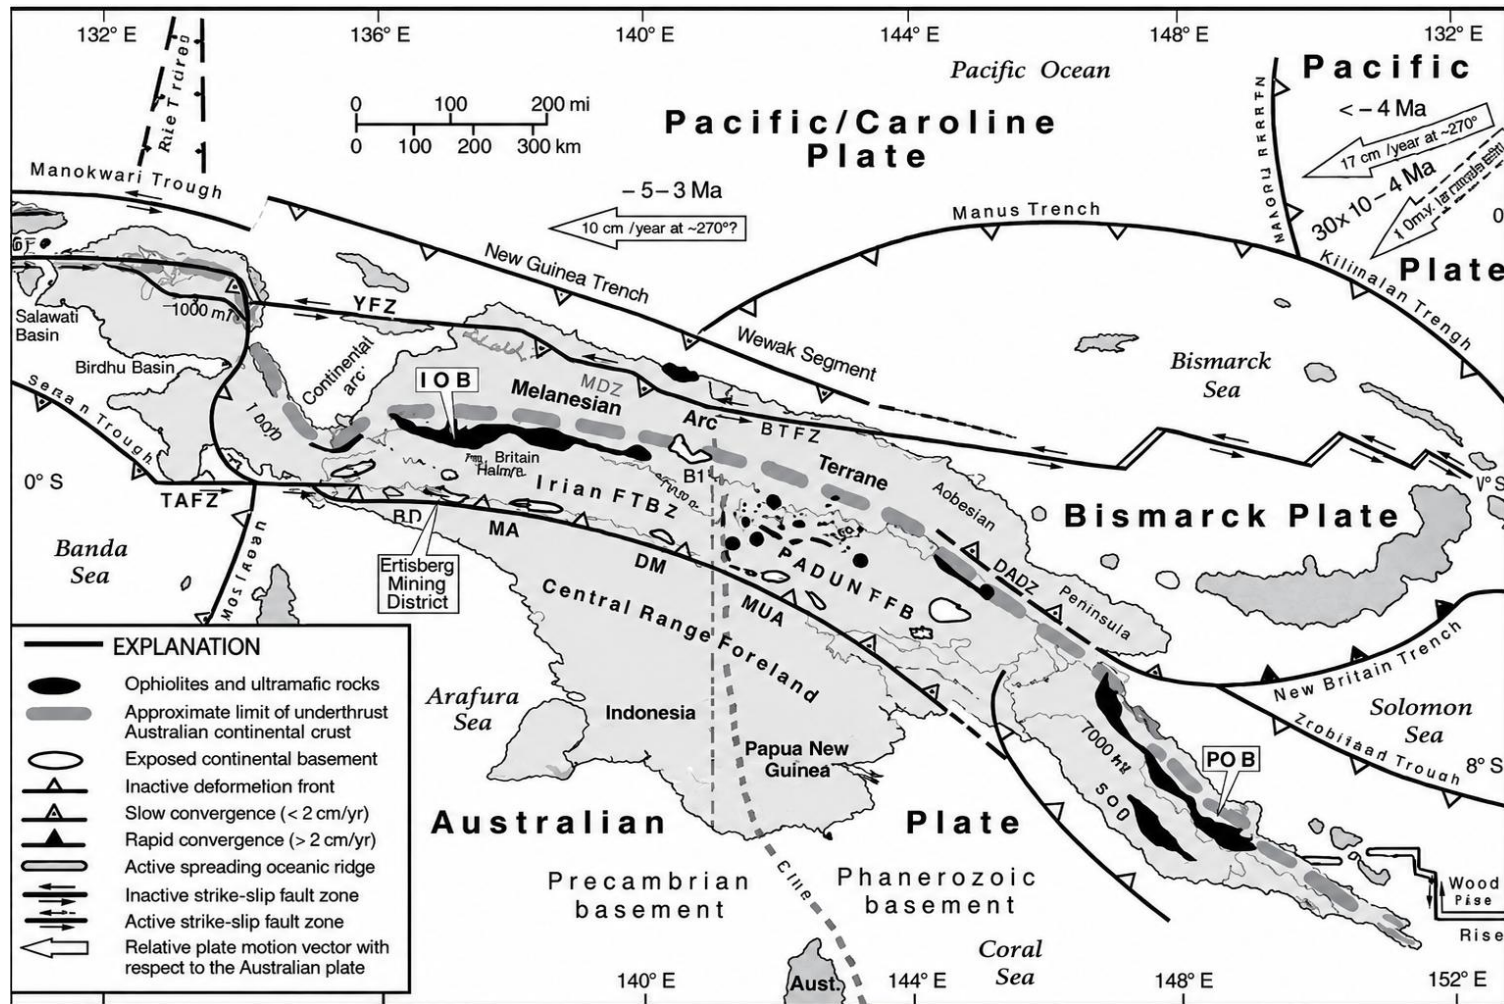 132° E
136° E
140° E
144° E
148° E
132° E
Pacific Ocean
Pacific
< – 4 Ma
17 cm /year at ~270°
30x 10 – 4 Ma
0
100
200 mi
0
100
200
300 km
Pacific/Caroline
Plate
– 5 – 3 Ma
10 cm /year at ~270°?
Manokwari Trough
New Guinea Trench
Manus Trench
Kilinalan Trengh
Plate
0
YFZ
–1000 m
Salawati
Basin
Birdhu Basin
Continental
arc
Wewak Segment
Bismarck
Sea
IOB
MDZ
Melanesian
Arc
Terrane
BTFZ
Britain
B1
Irian FTBZ
Aobesian
Trough
0° S
TAFZ
BD
MA
DM
MUA
PADUNFFB
DADZ
Peninsula
Bismarck Plate
Banda
Sea
Ertisberg
Mining
District
Central Range Foreland
New Britain Trench
Solomon
Sea
Trough
8° S
Arafura
Sea
Indonesia
Papua New
Guinea
POB
Australian
Plate
Precambrian
basement
Phanerozoic
basement
Coral
Sea
Wood
Rise
Aust.
140° E
144° E
148° E
152° E
EXPLANATION
Ophiolites and ultramafic rocks
Approximate limit of underthrust
Australian continental crust
Exposed continental basement
Inactive deformetion front
Slow convergence (< 2 cm/yr)
Rapid convergence (> 2 cm/yr)
Active spreading oceanic ridge
Inactive strike-slip fault zone
Active strike-slip fault zone
Relative plate motion vector with
respect to the Australian plate